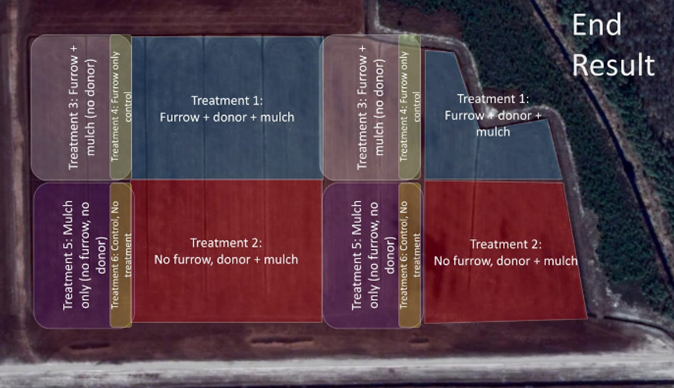 End
Result
Treatment 3: Furrow +
mulch (no donor)
Treatment 4: Furrow only
control
Treatment 1:
Furrow + donor + mulch
Treatment 3: Furrow +
mulch (no donor)
Treatment 4: Furrow only
control
Treatment 1:
Furrow + donor +
mulch
Treatment 5: Mulch
only (no furrow, no
donor)
Treatment 6: Control, No
treatment
Treatment 2:
No furrow, donor + mulch
Treatment 5: Mulch
only (no furrow, no
donor)
Treatment 6: Control, No
treatment
Treatment 2:
No furrow, donor + mulch